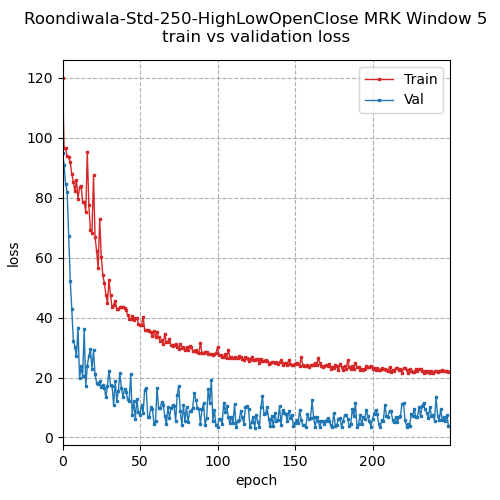 Roondiwala-Std-250-HighLowOpenClose MRK Window 5
train vs validation loss
120
100
80
60
40
20
0
loss
Train
Val
0
50
100
150
200
epoch